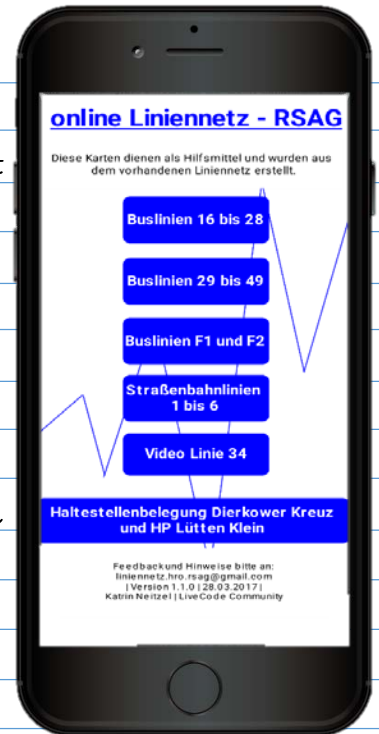 online Liniennetz - RSAG
Diese Karten dienen als Hilfsmittel und wurden aus
dem vorhandenen Liniennetz erstellt.
Buslinien 16 bis 28
Buslinien 29 bis 49
Buslinien F1 und F2
Straßenbahnlinien
1 bis 6
Video Linie 34
Haltestellenbelegung Dierkower Kreuz
und HP Lütten Klein
Feedbackund Hinweise bitte an:
liniennetz.hro.rsag@gmail.com
| Version 1.1.0 | 28.03.2017 |
Katrin Neitzel | LiveCode Community